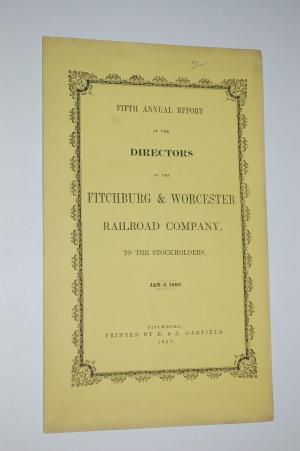 2-
FIFTH ANNUAL REPORT
OF THE
DIRECTORS
OF THE
FITCHBURG & WORCESTER
RAILROAD COMPANY,
TO THE STOCKHOLDERS.
FITCHBURG:
PRINTED BY E. & J. GARFIELD.